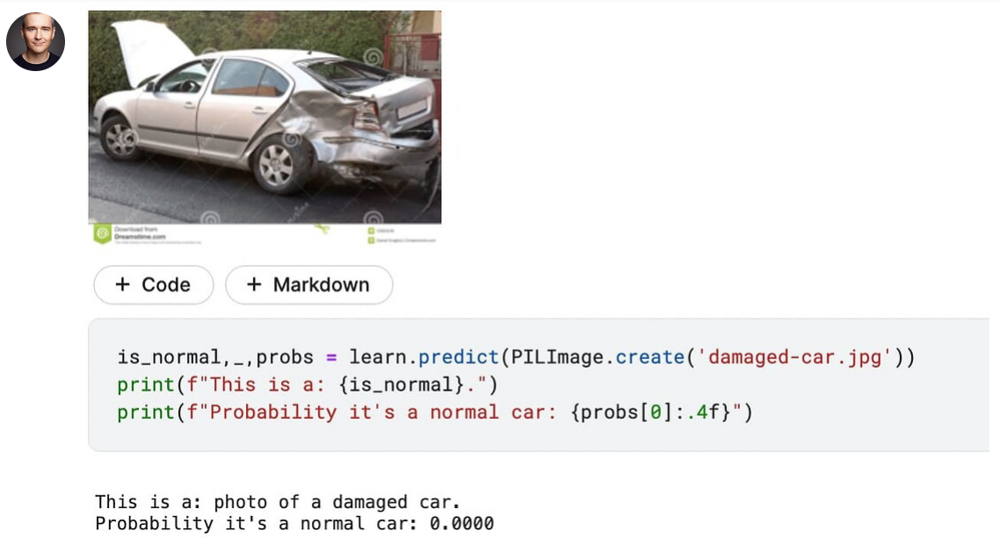 Download from
Dreamstime.com
+ Code
+ Markdown
is_normal,_,probs = learn.predict(PILImage.create('damaged-car.jpg'))
print(f"This is a: {is_normal}.")
print(f"Probability it's a normal car: {probs[0]:.4f}")
This is a: photo of a damaged car.
Probability it's a normal car: 0.0000